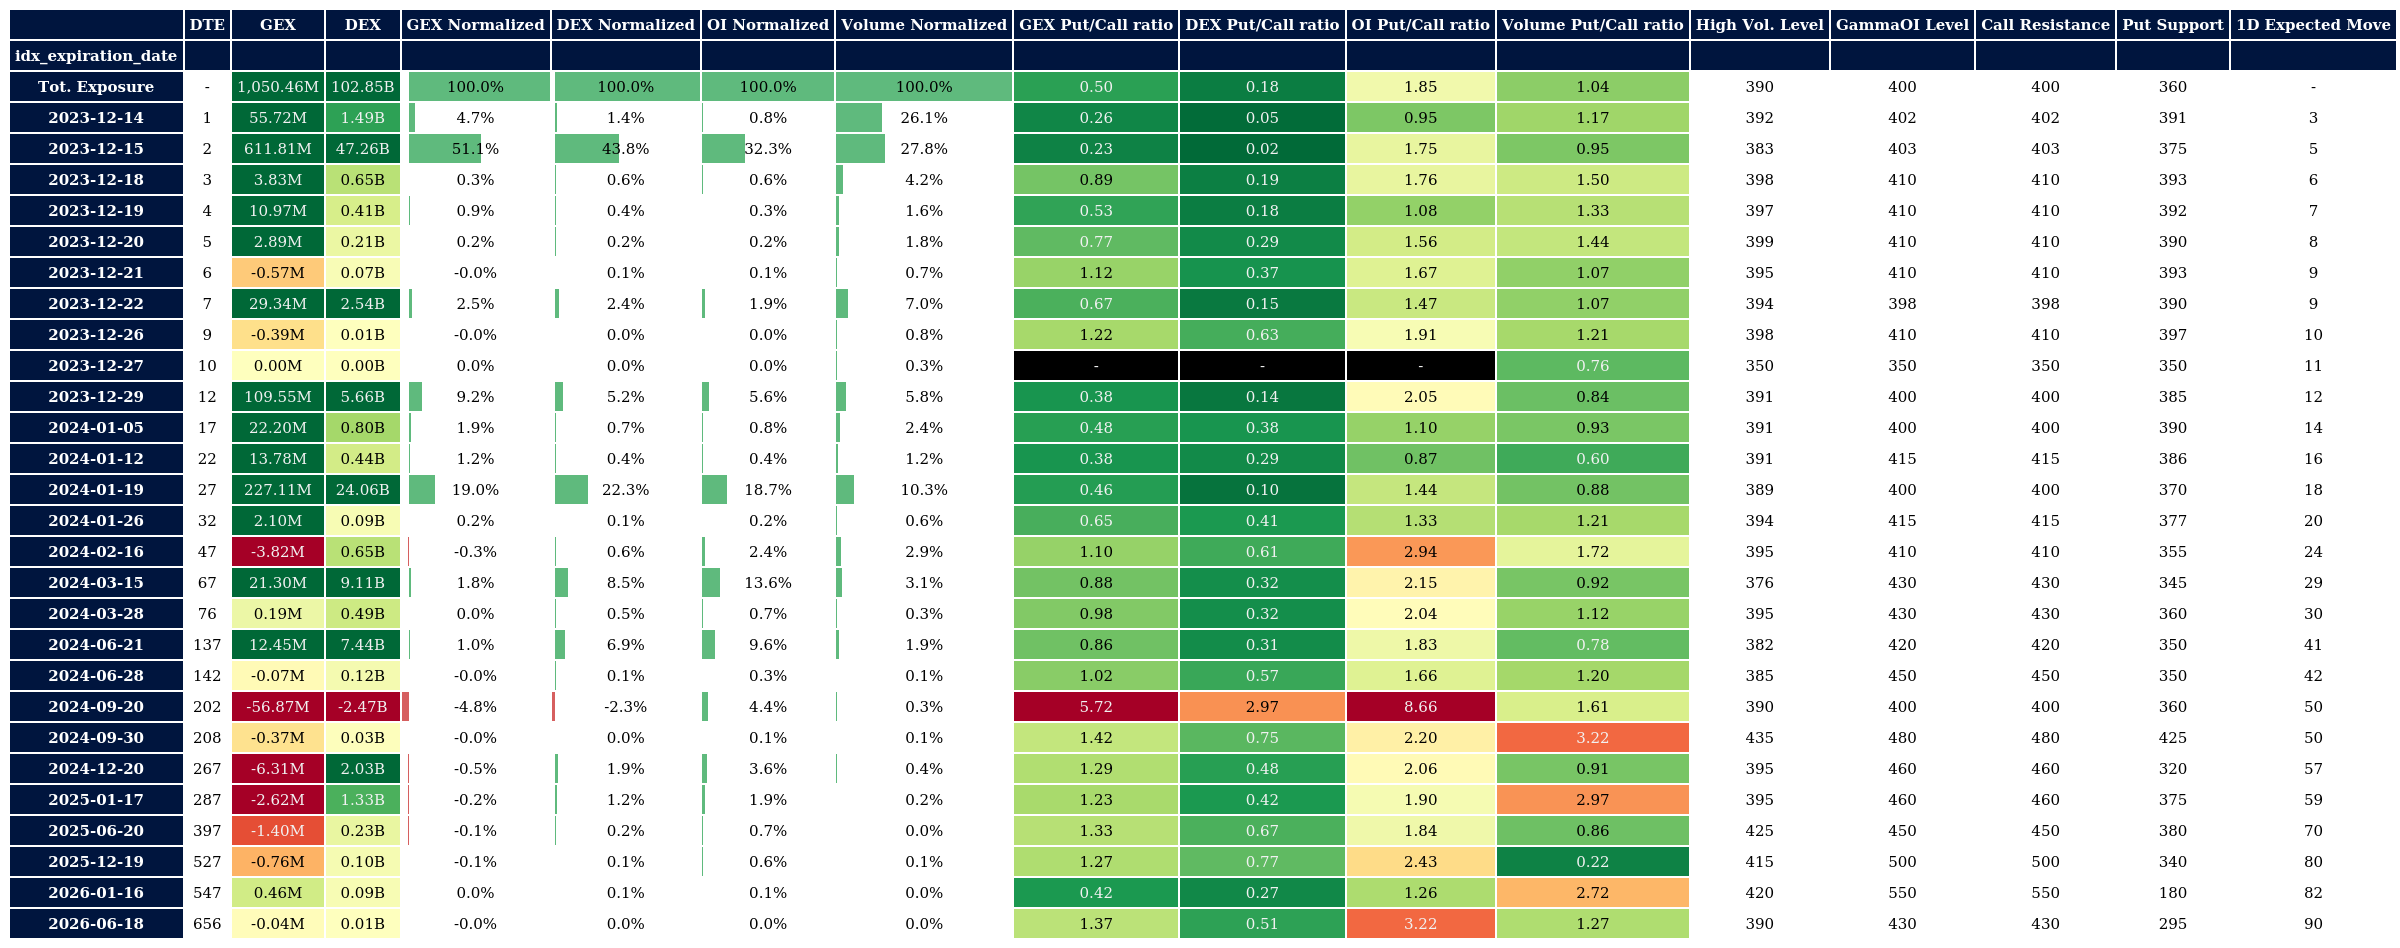 DTE GEX DEX GEX Normalized DEX Normalized OI Normalized Volume Normalized GEX Put/Call ratio DEX Put/Call ratio OI Put/Call ratio Volume Put/Call ratio High Vol. Level GammaOI Level Call Resistance Put Support 1D Expected Move
idx_expiration_date
Tot. Exposure - 1,050.46M 102.85B 100.0% 100.0% 100.0% 100.0% 0.50 0.18 1.85 1.04 390 400 400 360 -
2023-12-14 1 55.72M 1.49B 4.7% 1.4% 0.8% 26.1% 0.26 0.05 0.95 1.17 392 402 402 391 3
2023-12-15 2 611.81M 47.26B 51.1% 43.8% 32.3% 27.8% 0.23 0.02 1.75 0.95 383 403 403 375 5
2023-12-18 3 3.83M 0.65B 0.3% 0.6% 0.6% 4.2% 0.89 0.19 1.76 1.50 398 410 410 393 6
2023-12-19 4 10.97M 0.41B 0.9% 0.4% 0.3% 1.6% 0.53 0.18 1.08 1.33 397 410 410 392 7
2023-12-20 5 2.89M 0.21B 0.2% 0.2% 0.2% 1.8% 0.77 0.29 1.56 1.44 399 410 410 390 8
2023-12-21 6 -0.57M 0.07B -0.0% 0.1% 0.1% 0.7% 1.12 0.37 1.67 1.07 395 410 410 393 9
2023-12-22 7 29.34M 2.54B 2.5% 2.4% 1.9% 7.0% 0.67 0.15 1.47 1.07 394 398 398 390 9
2023-12-26 9 -0.39M 0.01B -0.0% 0.0% 0.0% 0.8% 1.22 0.63 1.91 1.21 398 410 410 397 10
2023-12-27 10 0.00M 0.00B 0.0% 0.0% 0.0% 0.3% - - - 0.76 350 350 350 350 11
2023-12-29 12 109.55M 5.66B 9.2% 5.2% 5.6% 5.8% 0.38 0.14 2.05 0.84 391 400 400 385 12
2024-01-05 17 22.20M 0.80B 1.9% 0.7% 0.8% 2.4% 0.48 0.38 1.10 0.93 391 400 400 390 14
2024-01-12 22 13.78M 0.44B 1.2% 0.4% 0.4% 1.2% 0.38 0.29 0.87 0.60 391 415 415 386 16
2024-01-19 27 227.11M 24.06B 19.0% 22.3% 18.7% 10.3% 0.46 0.10 1.44 0.88 389 400 400 370 18
2024-01-26 32 2.10M 0.09B 0.2% 0.1% 0.2% 0.6% 0.65 0.41 1.33 1.21 394 415 415 377 20
2024-02-16 47 -3.82M 0.65B -0.3% 0.6% 2.4% 2.9% 1.10 0.61 2.94 1.72 395 410 410 355 24
2024-03-15 67 21.30M 9.11B 1.8% 8.5% 13.6% 3.1% 0.88 0.32 2.15 0.92 376 430 430 345 29
2024-03-28 76 0.19M 0.49B 0.0% 0.5% 0.7% 0.3% 0.98 0.32 2.04 1.12 395 430 430 360 30
2024-06-21 137 12.45M 7.44B 1.0% 6.9% 9.6% 1.9% 0.86 0.31 1.83 0.78 382 420 420 350 41
2024-06-28 142 -0.07M 0.12B -0.0% 0.1% 0.3% 0.1% 1.02 0.57 1.66 1.20 385 450 450 350 42
2024-09-20 202 -56.87M -2.47B -4.8% -2.3% 4.4% 0.3% 5.72 2.97 8.66 1.61 390 400 400 360 50
2024-09-30 208 -0.37M 0.03B -0.0% 0.0% 0.1% 0.1% 1.42 0.75 2.20 3.22 435 480 480 425 50
2024-12-20 267 -6.31M 2.03B -0.5% 1.9% 3.6% 0.4% 1.29 0.48 2.06 0.91 395 460 460 320 57
2025-01-17 287 -2.62M 1.33B -0.2% 1.2% 1.9% 0.2% 1.23 0.42 1.90 2.97 395 460 460 375 59
2025-06-20 397 -1.40M 0.23B -0.1% 0.2% 0.7% 0.0% 1.33 0.67 1.84 0.86 425 450 450 380 70
2025-12-19 527 -0.76M 0.10B -0.1% 0.1% 0.6% 0.1% 1.27 0.77 2.43 0.22 415 500 500 340 80
2026-01-16 547 0.46M 0.09B 0.0% 0.1% 0.1% 0.0% 0.42 0.27 1.26 2.72 420 550 550 180 82
2026-06-18 656 -0.04M 0.01B -0.0% 0.0% 0.0% 0.0% 1.37 0.51 3.22 1.27 390 430 430 295 90